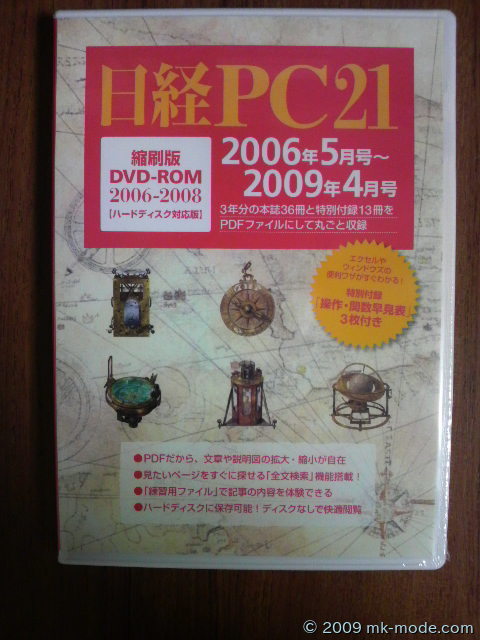 日経PC21
縮刷版
DVD-ROM
2006-2008
【ハードディスク対応版】
2006年5月号~
2009年4月号
3年分の本誌36冊と特別付録13冊を
PDFファイルにして丸ごと収録
エクセルや
ウィンドウズの
便利ワザがすぐわかる!
特別付録
「操作・関数早見表」
3枚付き
●PDFだから、文章や説明図の拡大・縮小が自在
●見たいページをすぐに探せる「全文検索」機能搭載!
●「練習用ファイル」で記事の内容を体験できる
●ハードディスクに保存可能!ディスクなしで快適閲覧
© 2009 mk-mode.com